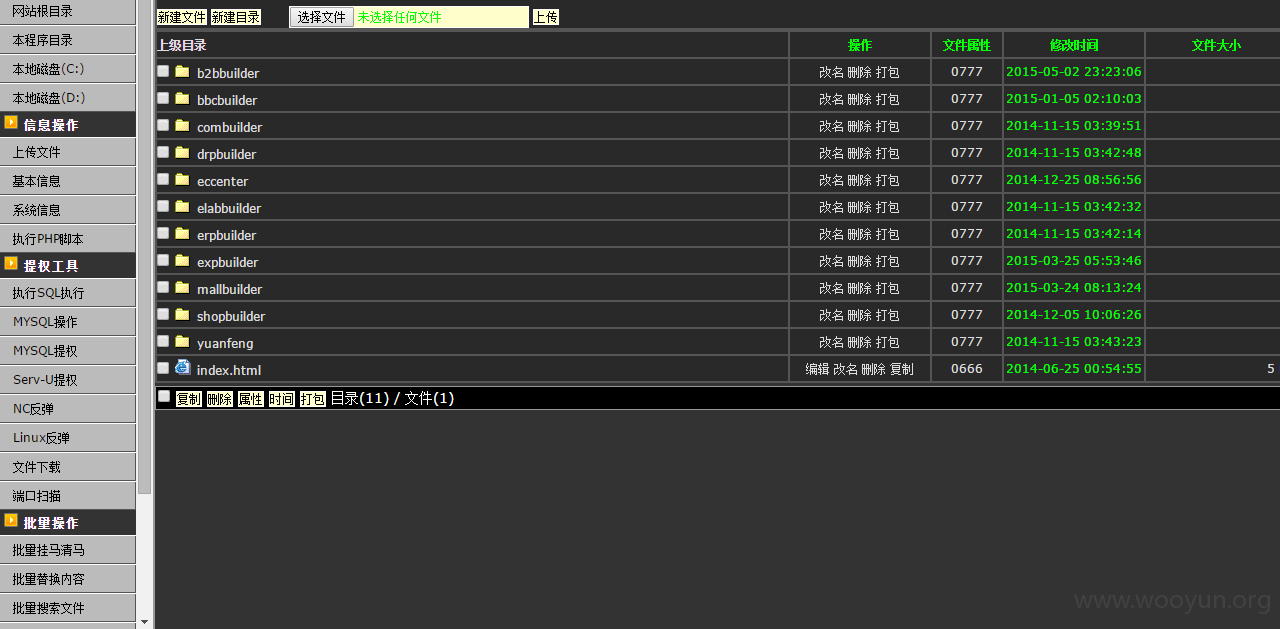 网站根目录
本程序目录
本地磁盘(C:)
本地磁盘(D:)
信息操作
上传文件
基本信息
系统信息
执行PHP脚本
提权工具
执行SQL执行
MYSQL操作
MYSQL提权
Serv-U提权
NC反弹
Linux反弹
文件下载
端口扫描
批量操作
批量挂马清马
批量替换内容
批量搜索文件
新建文件 新建目录 选择文件 未选择任何文件 上传
上级目录 操作 文件属性 修改时间 文件大小
b2bbuilder 改名 删除 打包 0777 2015-05-02 23:23:06
bbcbuilder 改名 删除 打包 0777 2015-01-05 02:10:03
combuilder 改名 删除 打包 0777 2014-11-15 03:39:51
drpbuilder 改名 删除 打包 0777 2014-11-15 03:42:48
eccenter 改名 删除 打包 0777 2014-12-25 08:56:56
elabbuilder 改名 删除 打包 0777 2014-11-15 03:42:32
erpbuilder 改名 删除 打包 0777 2014-11-15 03:42:14
expbuilder 改名 删除 打包 0777 2015-03-25 05:53:46
mallbuilder 改名 删除 打包 0777 2015-03-24 08:13:24
shopbuilder 改名 删除 打包 0777 2014-12-05 10:06:26
yuanfeng 改名 删除 打包 0777 2014-11-15 03:43:23
index.html 编辑 改名 删除 复制 0666 2014-06-25 00:54:55 5
复制 删除 属性 时间 打包 目录(11) / 文件(1)
www.wooyun.org